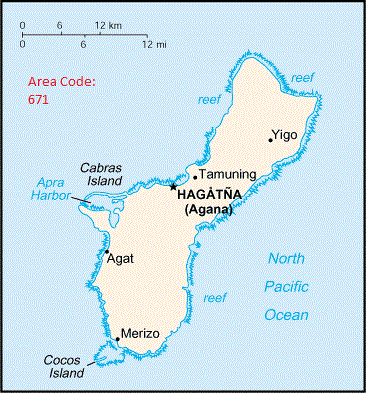 0 6 12 km
0 6 12 mi
Area Code:
671
reef
reef
Yigo
Cabras
Island
Tamuning
Apra
Harbor
HAGÅTÑA
(Agana)
Agat
North
Pacific
Ocean
reef
Merizo
Cocos
Island